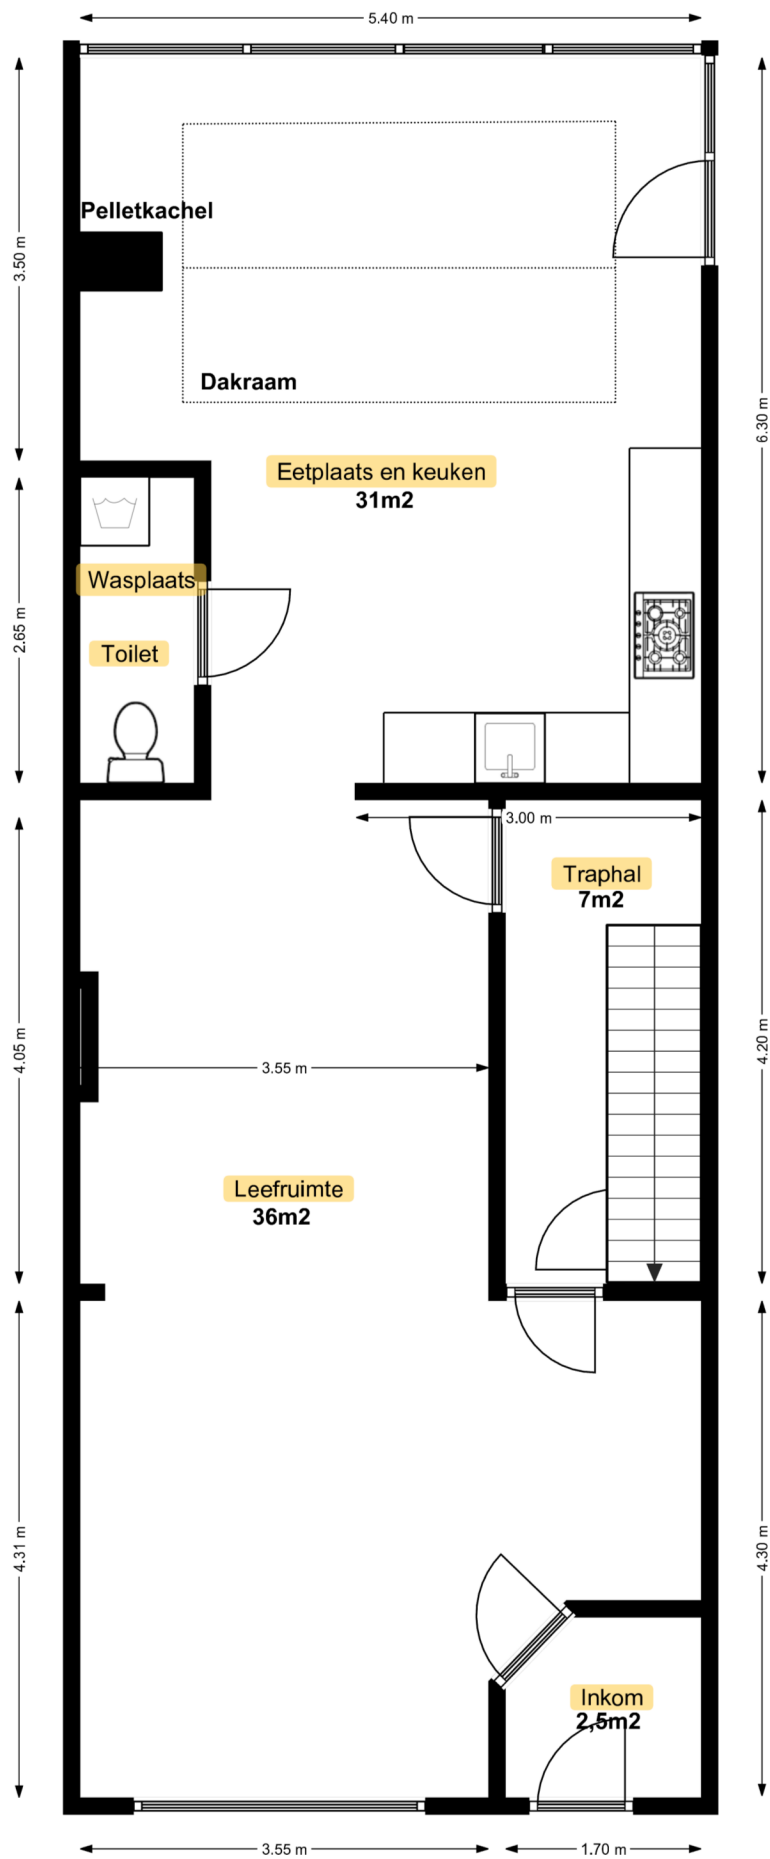 5.40 m
Pelletkachel
3.50 m
Dakraam
6.30 m
Eetplaats en keuken
31m2
Wasplaats
2.65 m
Toilet
3.00 m
Traphal
7m2
4.05 m
4.20 m
3.55 m
Leefruimte
36m2
4.31 m
4.30 m
Inkom
2,5m2
3.55 m
1.70 m